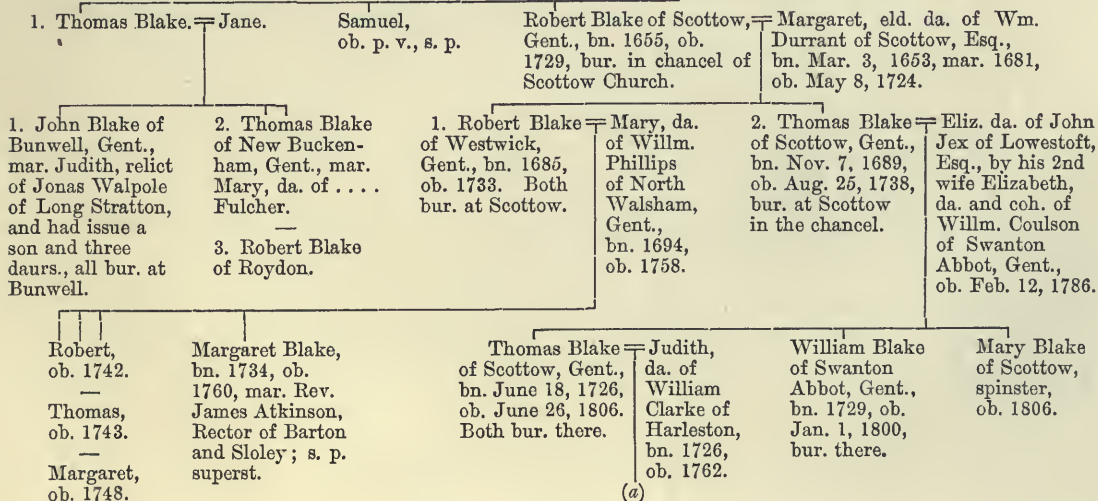 1. Thomas Blake.=Jane.
Samuel,
ob. p. v., s. p.
Robert Blake of Scottow,=
Gent., bn. 1655, ob.
1729, bur. in chancel of
Scottow Church.
Margaret, eld. da. of Wm.
Durrant of Scottow, Esq.,
bn. Mar. 3, 1653, mar. 1681,
ob. May 8, 1724.
1. John Blake of
Bunwell, Gent.,
mar. Judith, relict
of Jonas Walpole
of Long Stratton,
and had issue a
son and three
daurs., all bur. at
Bunwell.
2. Thomas Blake
of New Bucken-
ham, Gent., mar.
Mary, da. of ....
Fulcher.
—
3. Robert Blake
of Roydon.
1. Robert Blake=
of Westwick,
Gent., bn. 1685,
ob. 1733. Both
bur. at Scottow.
Mary, da.
of Willm.
Phillips
of North
Walsham,
Gent.,
bn. 1694,
ob. 1758.
2. Thomas Blake=
of Scottow, Gent.,
bn. Nov. 7, 1689,
ob. Aug. 25, 1738,
bur. at Scottow
in the chancel.
Eliz. da. of John
Jex of Lowestoft,
Esq., by his 2nd
wife Elizabeth,
da. and coh. of
Willm. Coulson
of Swanton
Abbot, Gent.,
ob. Feb. 12, 1786.
Robert,
ob. 1742.
—
Thomas,
ob. 1743.
—
Margaret,
ob. 1748.
Margaret Blake,
bn. 1734, ob.
1760, mar. Rev.
James Atkinson,
Rector of Barton
and Sloley; s. p.
superst.
Thomas Blake=
of Scottow, Gent.,
bn. June 18, 1726,
ob. June 26, 1806.
Both bur. there.
Judith,
da. of
William
Clarke of
Harleston,
bn. 1726,
ob. 1762.
William Blake
of Swanton
Abbot, Gent.,
bn. 1729, ob.
Jan. 1, 1800,
bur. there.
Mary Blake
of Scottow,
spinster,
ob. 1806.
(a)